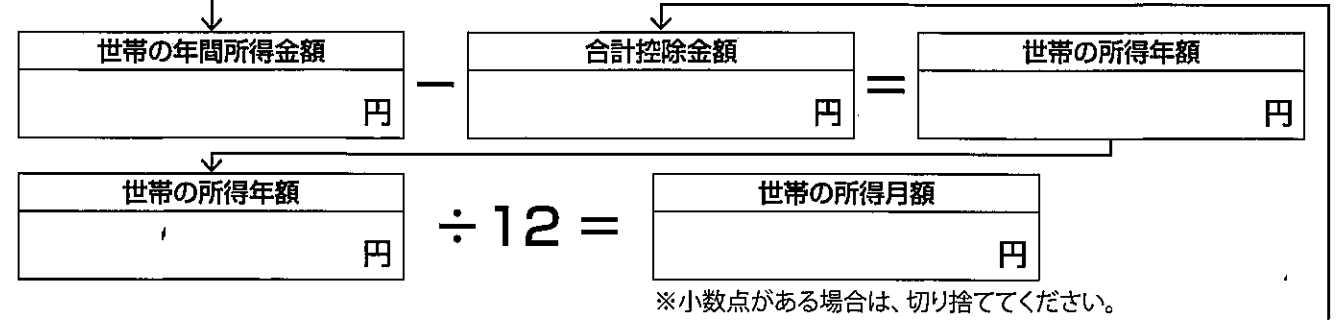 世帯の年間所得金額 合計控除金額 世帯の所得年額
円 － 円 ＝ 円
世帯の所得年額 世帯の所得月額
円 ÷12＝ 円
※小数点がある場合は、切り捨ててください。